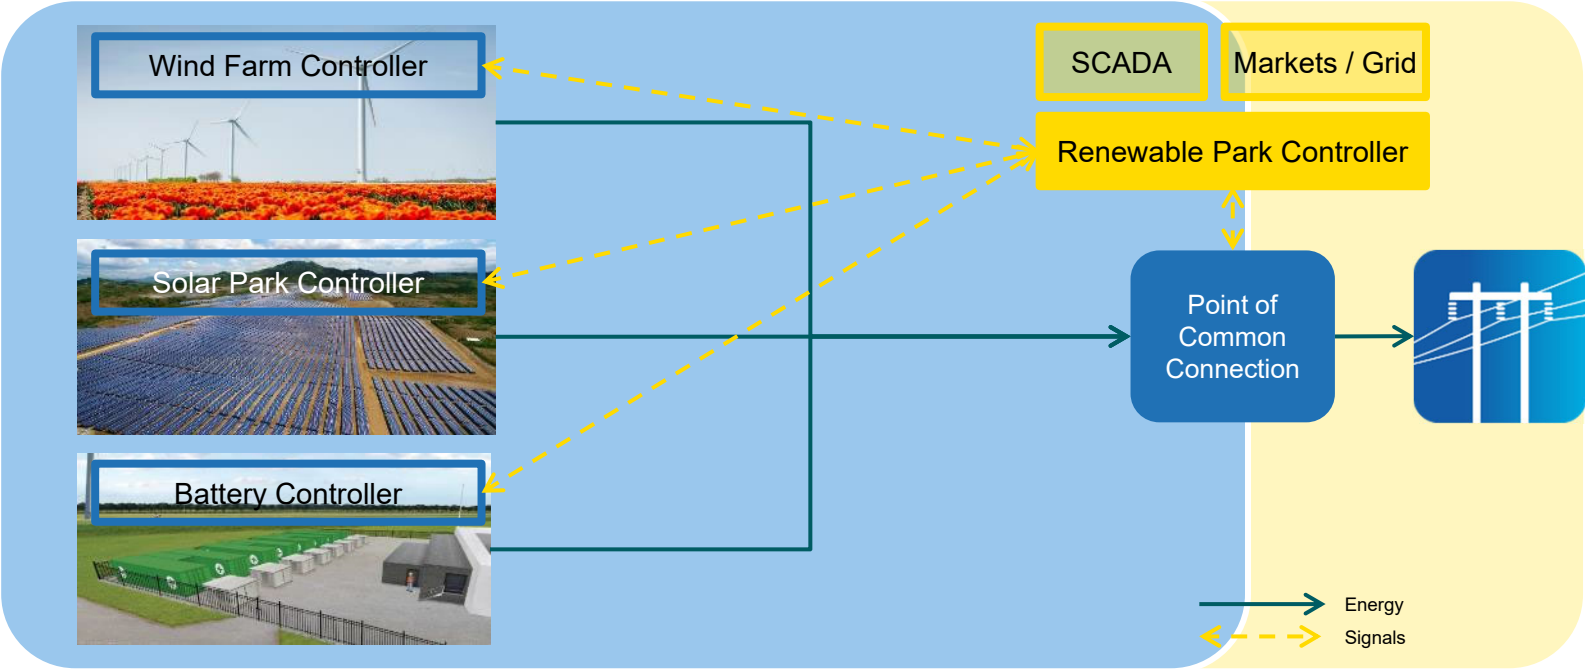 Wind Farm Controller
SCADA
Markets / Grid
Renewable Park Controller
Solar Park Controller
Point of
Common
Connection
Battery Controller
Energy
Signals